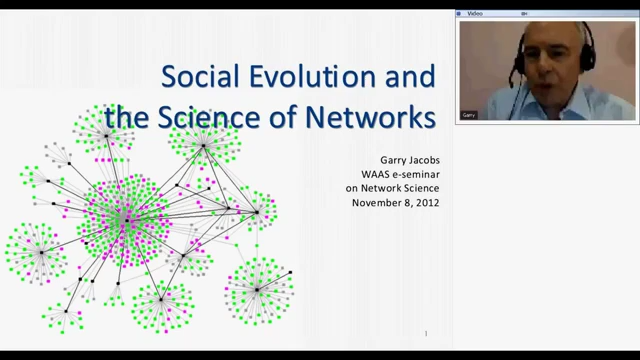 Social Evolution and
the Science of Networks
Garry Jacobs
WAAS e-seminar
on Network Science
November 8, 2012
1
Video
Garry